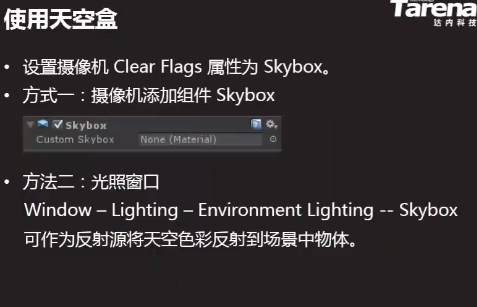 使用天空盒
Tarena
达内科技
• 设置摄像机 Clear Flags 属性为 Skybox。
• 方式一：摄像机添加组件 Skybox
Skybox
Custom Skybox None (Material)
• 方法二：光照窗口
Window – Lighting – Environment Lighting -- Skybox
可作为反射源将天空色彩反射到场景中物体。